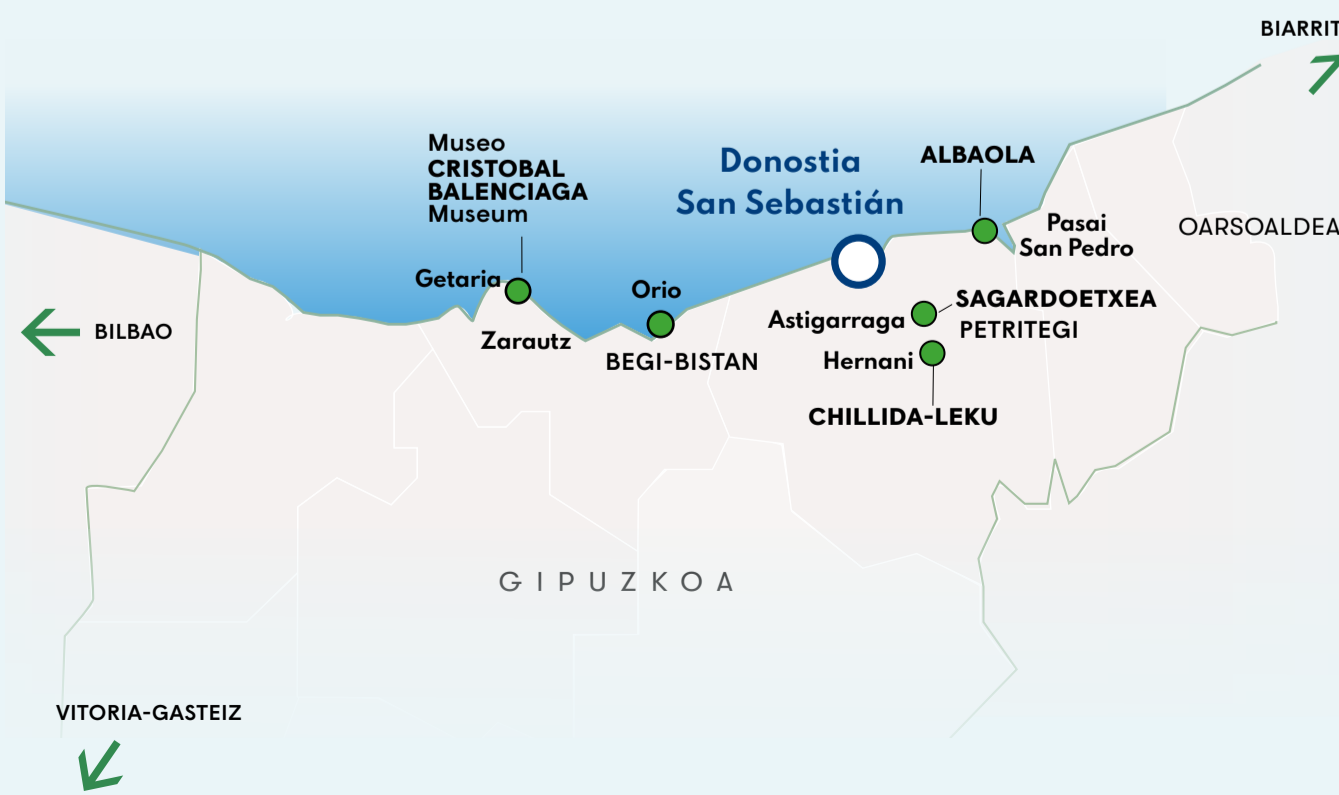 BIARRIT
Museo
CRISTOBAL
BALENCIAGA
Museum
Donostia
San Sebastián
ALBAOLA
Pasai
San Pedro
OARSOALDEA
Getaria
Orio
Zarautz
BEGI-BISTAN
Astigarraga
SAGARDOETXEA
PETRITEGI
Hernani
CHILLIDA-LEKU
BILBAO
GIPUZKOA
VITORIA-GASTEIZ